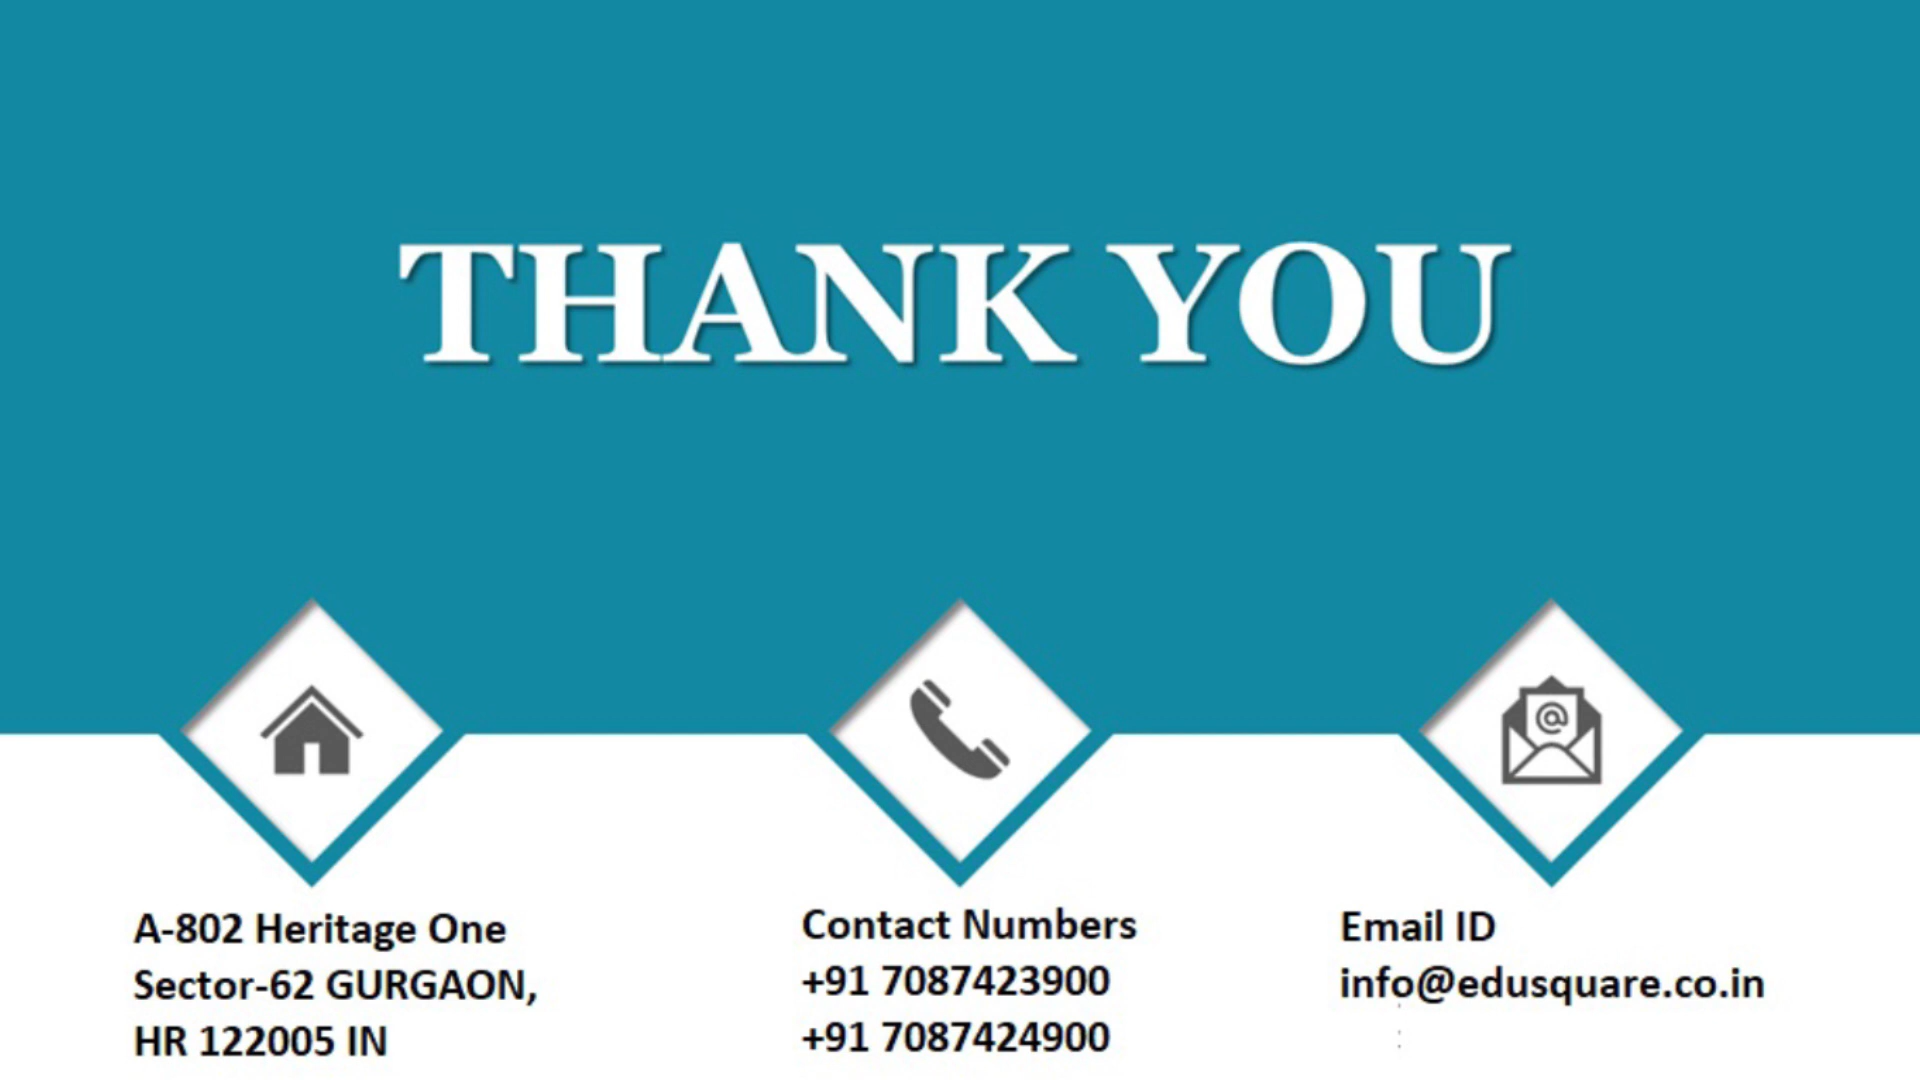 THANK YOU
A-802 Heritage One
Sector-62 GURGAON,
HR 122005 IN
Contact Numbers
+91 7087423900
+91 7087424900
Email ID
info@edusquare.co.in